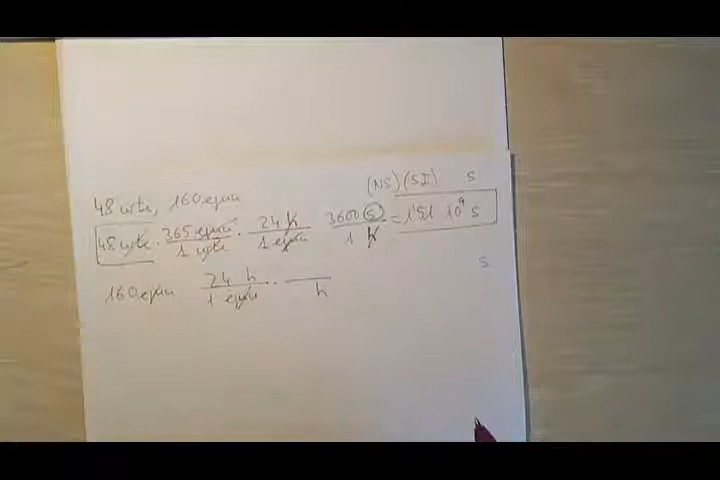 (NS) (SI) s
48 urte, 160 egun
48 urte · 365 egun / 1 urte · 24 h / 1 egun 3600 s / 1 h = 1'51 10⁹ s
s
160 egun 24 h / 1 egun · / h